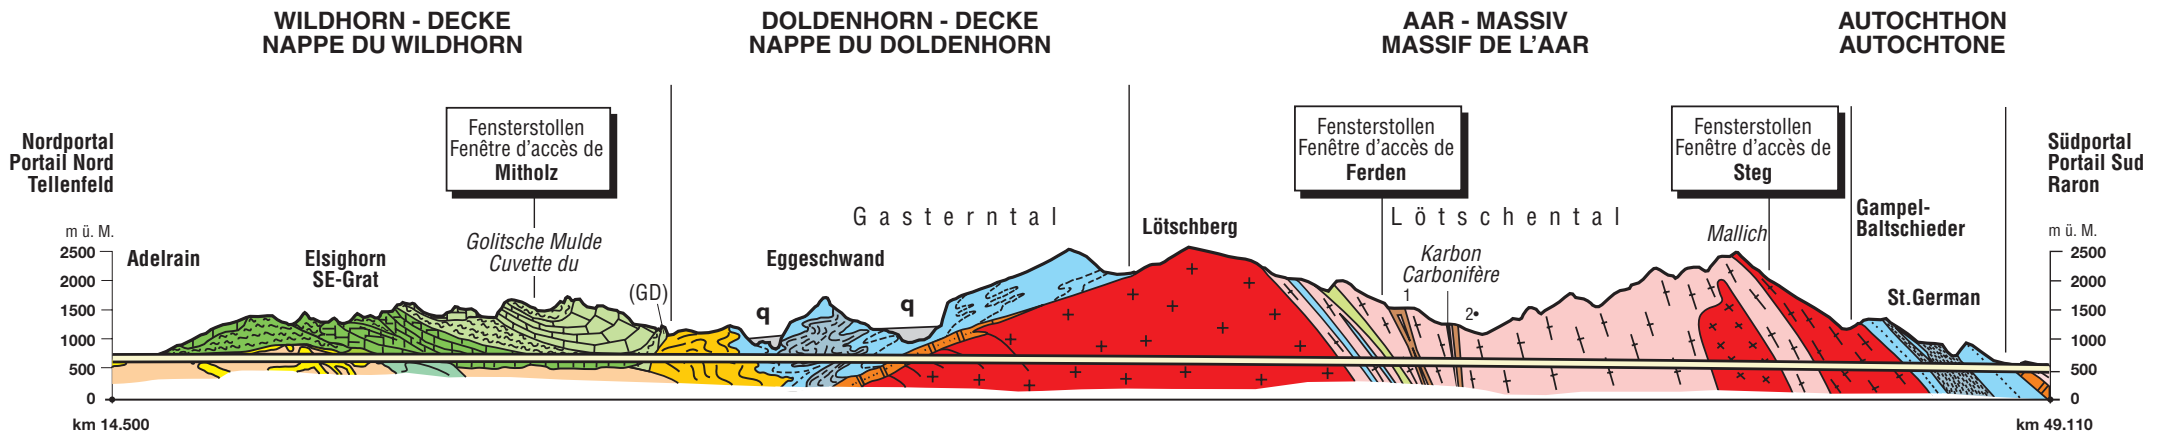 WILDHORN - DECKE
NAPPE DU WILDHORN
DOLDENHORN - DECKE
NAPPE DU DOLDENHORN
AAR - MASSIV
MASSIF DE L'AAR
AUTOCHTHON
AUTOCHTONE
Nordportal
Portail Nord
Tellenfeld
Fensterstollen
Fenêtre d'accès de
Mitholz
Fensterstollen
Fenêtre d'accès de
Ferden
Fensterstollen
Fenêtre d'accès de
Steg
Südportal
Portail Sud
Raron
Gasterntal
Lötschental
Gampel-
Baltschieder
m ü. M.
2500
2000
1500
1000
500
0
Adelrain
Elsighorn
SE-Grat
Golitsche Mulde
Cuvette du
(GD)
Eggeschwand
q
q
Lötschberg
Karbon
Carbonifère
1
2•
Mallich
St.German
m ü. M.
2500
2000
1500
1000
500
0
km 14.500
km 49.110